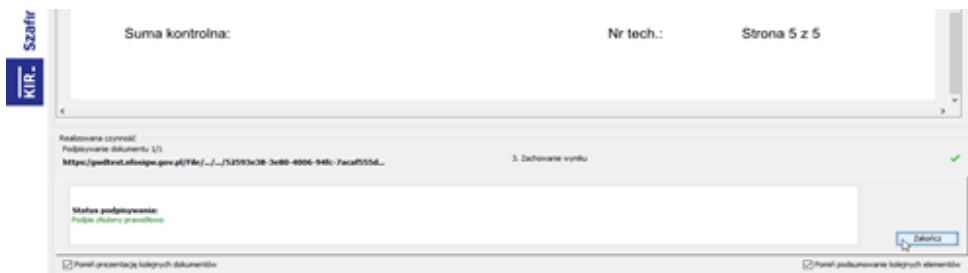 Szafir
KIR.
Suma kontrolna: Nr tech.: Strona 5 z 5
Realizowana czynność
Podpisywanie dokumentu 1/1
3. Zachowanie wyniku
Status podpisywania:
Podpis złożony prawidłowo
Zakończ
Pomiń prezentację kolejnych dokumentów
Pomiń podsumowanie kolejnych elementów